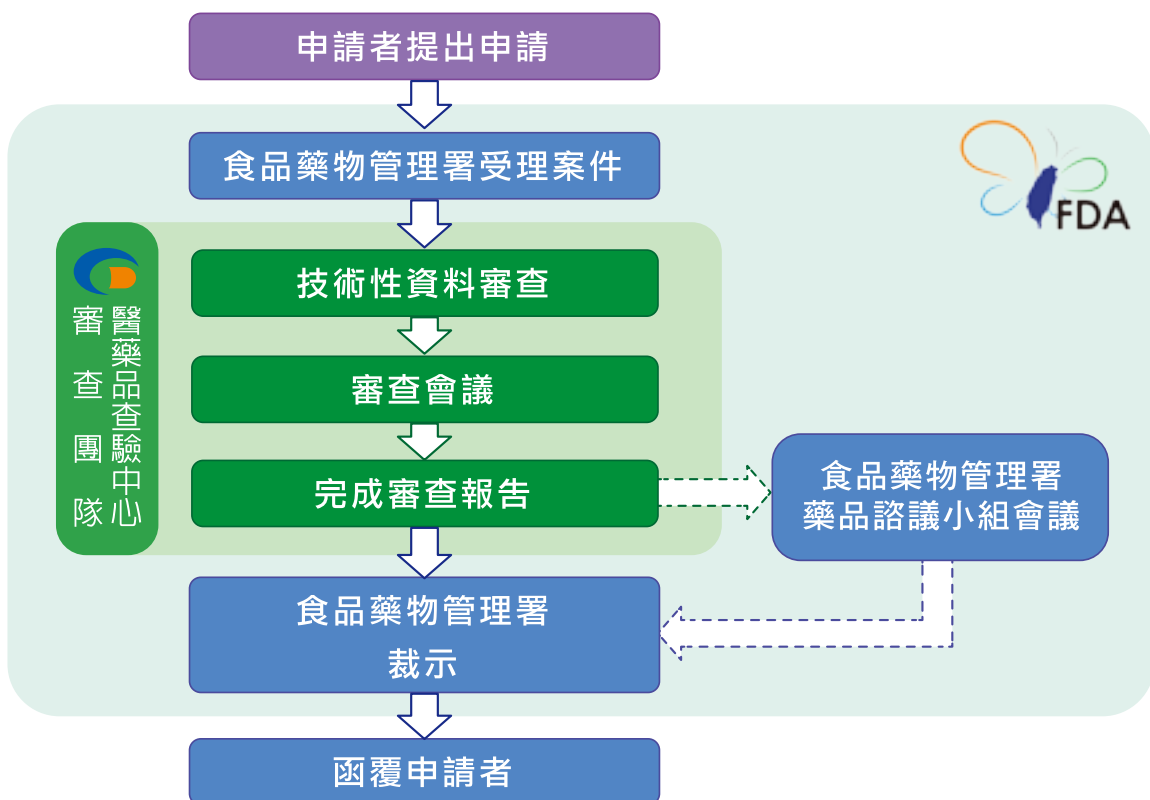 申請者提出申請
食品藥物管理署受理案件
FDA
醫藥品查驗中心
審查團隊
技術性資料審查
審查會議
完成審查報告
食品藥物管理署
藥品諮議小組會議
食品藥物管理署
裁示
函覆申請者